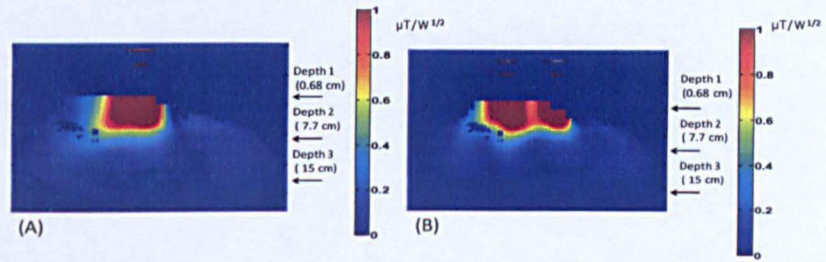 1
μT/W1/2
0.8
0.6
0.4
0.2
0
Depth 1
(0.68 cm)
Depth 2
( 7.7 cm)
Depth 3
( 15 cm)
(A)
1
μT/W1/2
0.8
0.6
0.4
0.2
0
Depth 1
(0.68 cm)
Depth 2
( 7.7 cm)
Depth 3
( 15 cm)
(B)